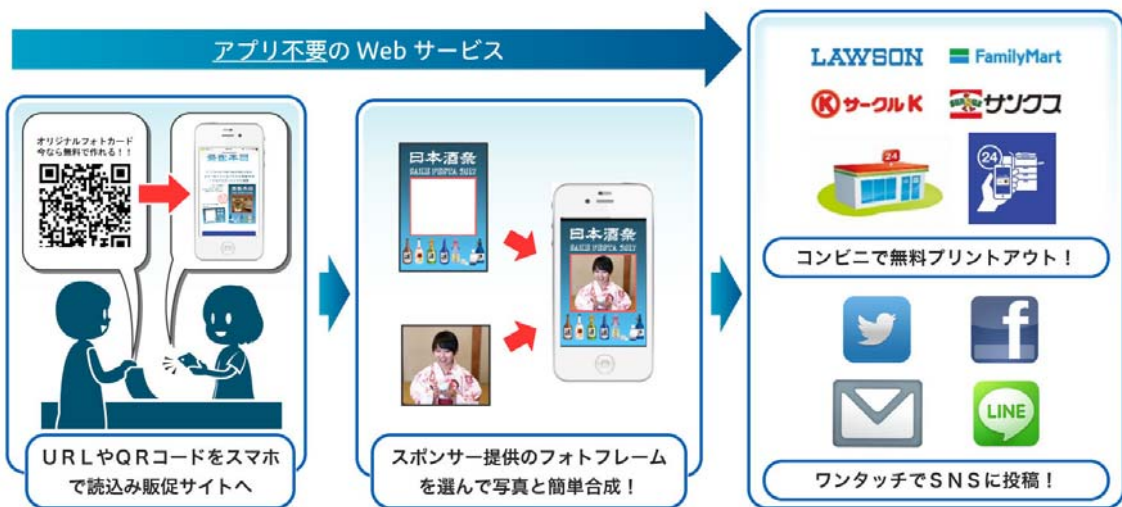 アプリ不要の Web サービス
オリジナルフォトカード
今なら無料で作れる！！
URLやQRコードをスマホ
で読込み販促サイトへ
日本酒祭
日本酒祭
スポンサー提供のフォトフレーム
を選んで写真と簡単合成！
LAWSON
FamilyMart
K サークルK
サンクス
24
24
コンビニで無料プリントアウト！
f
LINE
ワンタッチでSNSに投稿！